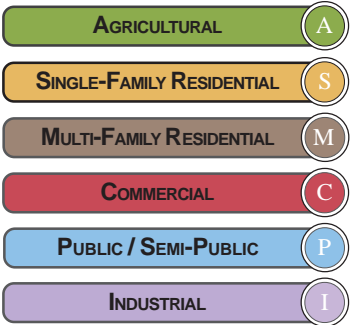 AGRICULTURAL A
SINGLE-FAMILY RESIDENTIAL S
MULTI-FAMILY RESIDENTIAL M
COMMERCIAL C
PUBLIC / SEMI-PUBLIC P
INDUSTRIAL I